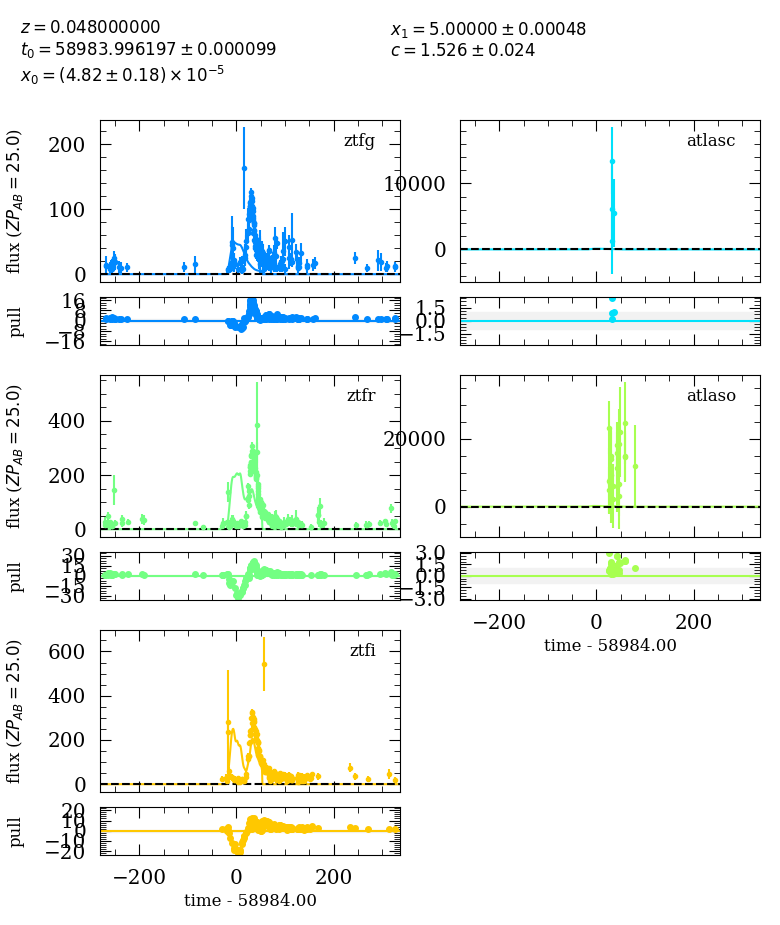 z = 0.048000000
t₀ = 58983.996197 ± 0.000099
x₀ = (4.82 ± 0.18) × 10⁻⁵
x₁ = 5.00000 ± 0.00048
c = 1.526 ± 0.024
flux (ZP_AB = 25.0)
200
100
0
ztfg
10000
0
atlasc
pull
16
8
0
−8
−16
1.5
0.0
−1.5
flux (ZP_AB = 25.0)
400
200
0
ztfr
20000
0
atlaso
pull
30
15
0
−15
−30
3.0
1.5
0.0
−1.5
−3.0
−200 0 200
time - 58984.00
flux (ZP_AB = 25.0)
600
400
200
0
ztfi
pull
20
10
0
−10
−20
−200 0 200
time - 58984.00